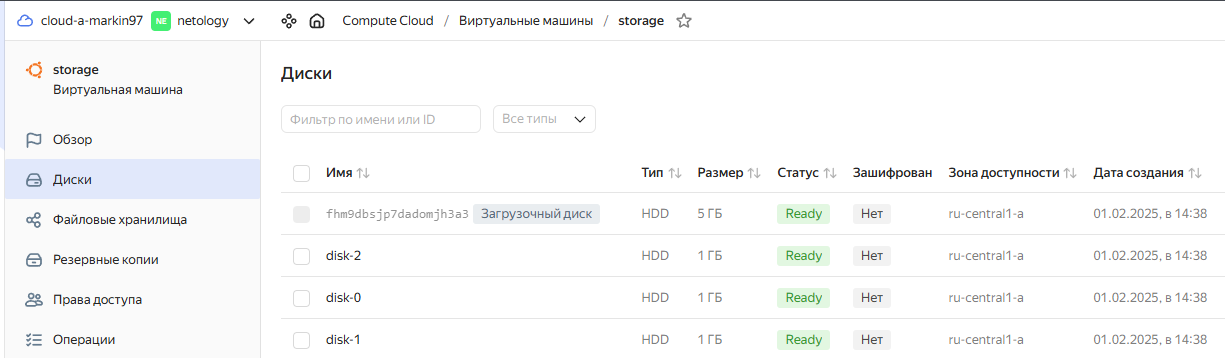 cloud-a-markin97 NE netology Compute Cloud / Виртуальные машины / storage
storage
Виртуальная машина
Обзор
Диски
Файловые хранилища
Резервные копии
Права доступа
Операции
Диски
Фильтр по имени или ID Все типы
Имя Тип Размер Статус Зашифрован Зона доступности Дата создания
fhm9dbsjp7dadomjh3a3 Загрузочный диск HDD 5 ГБ Ready Нет ru-central1-a 01.02.2025, в 14:38
disk-2 HDD 1 ГБ Ready Нет ru-central1-a 01.02.2025, в 14:38
disk-0 HDD 1 ГБ Ready Нет ru-central1-a 01.02.2025, в 14:38
disk-1 HDD 1 ГБ Ready Нет ru-central1-a 01.02.2025, в 14:38